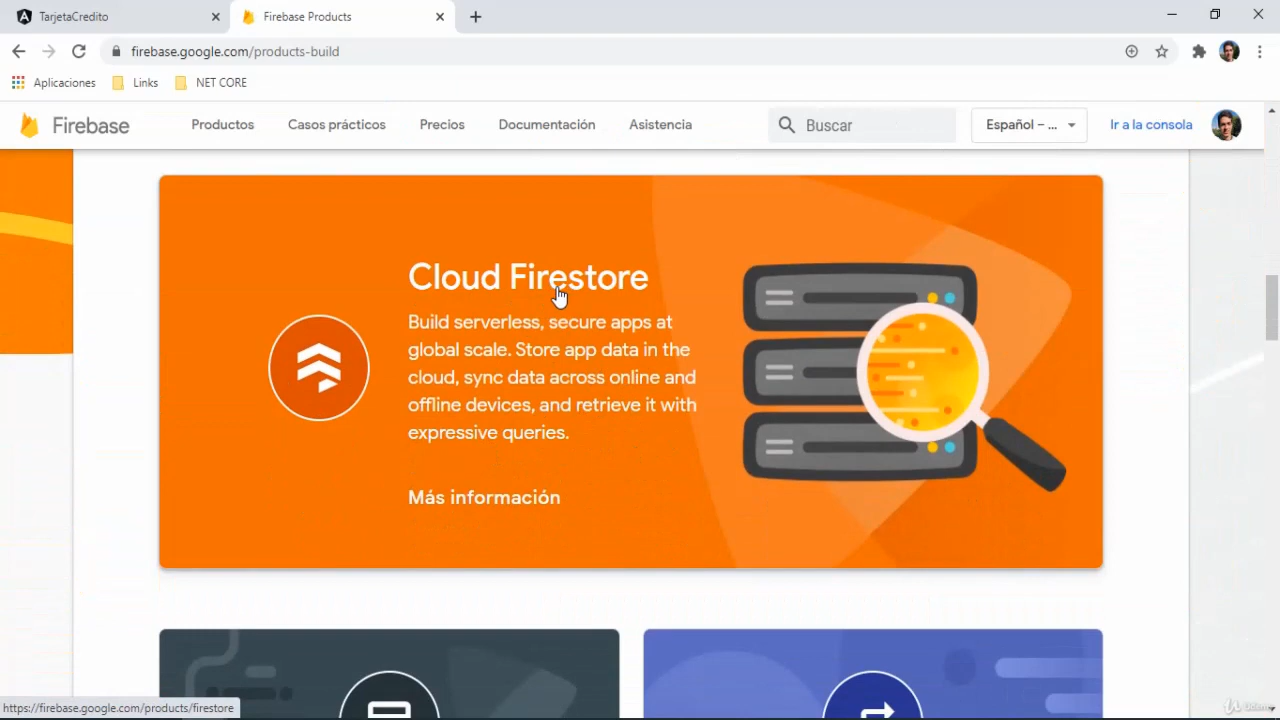 TarjetaCredito
Firebase Products
firebase.google.com/products-build
Aplicaciones
Links
NET CORE
Firebase
Productos
Casos prácticos
Precios
Documentación
Asistencia
Buscar
Español – ...
Ir a la consola
Cloud Firestore
Build serverless, secure apps at
global scale. Store app data in the
cloud, sync data across online and
offline devices, and retrieve it with
expressive queries.
Más información
https://firebase.google.com/products/firestore
Udemy